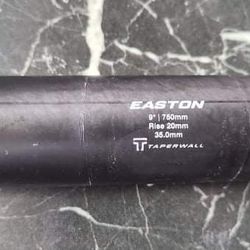 EASTON
9° | 750mm
Rise 20mm
35.0mm
TAPERWALL